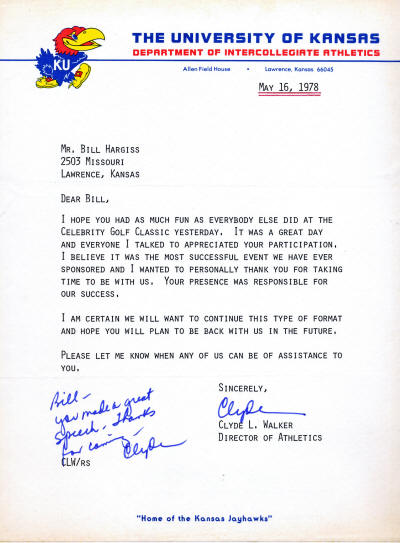 KU
THE UNIVERSITY OF KANSAS
DEPARTMENT OF INTERCOLLEGIATE ATHLETICS
Allen Field House • Lawrence, Kansas 66045
MAY 16, 1978
MR. BILL HARGISS
2503 MISSOURI
LAWRENCE, KANSAS
DEAR BILL,
I HOPE YOU HAD AS MUCH FUN AS EVERYBODY ELSE DID AT THE
CELEBRITY GOLF CLASSIC YESTERDAY. IT WAS A GREAT DAY
AND EVERYONE I TALKED TO APPRECIATED YOUR PARTICIPATION.
I BELIEVE IT WAS THE MOST SUCCESSFUL EVENT WE HAVE EVER
SPONSORED AND I WANTED TO PERSONALLY THANK YOU FOR TAKING
TIME TO BE WITH US. YOUR PRESENCE WAS RESPONSIBLE FOR
OUR SUCCESS.
I AM CERTAIN WE WILL WANT TO CONTINUE THIS TYPE OF FORMAT
AND HOPE YOU WILL PLAN TO BE BACK WITH US IN THE FUTURE.
PLEASE LET ME KNOW WHEN ANY OF US CAN BE OF ASSISTANCE TO
YOU.
SINCERELY,
Clyde
CLYDE L. WALKER
DIRECTOR OF ATHLETICS
Bill-
you made a great
speech - Thanks
for coming -
Clyde
CLW/RS
"Home of the Kansas Jayhawks"